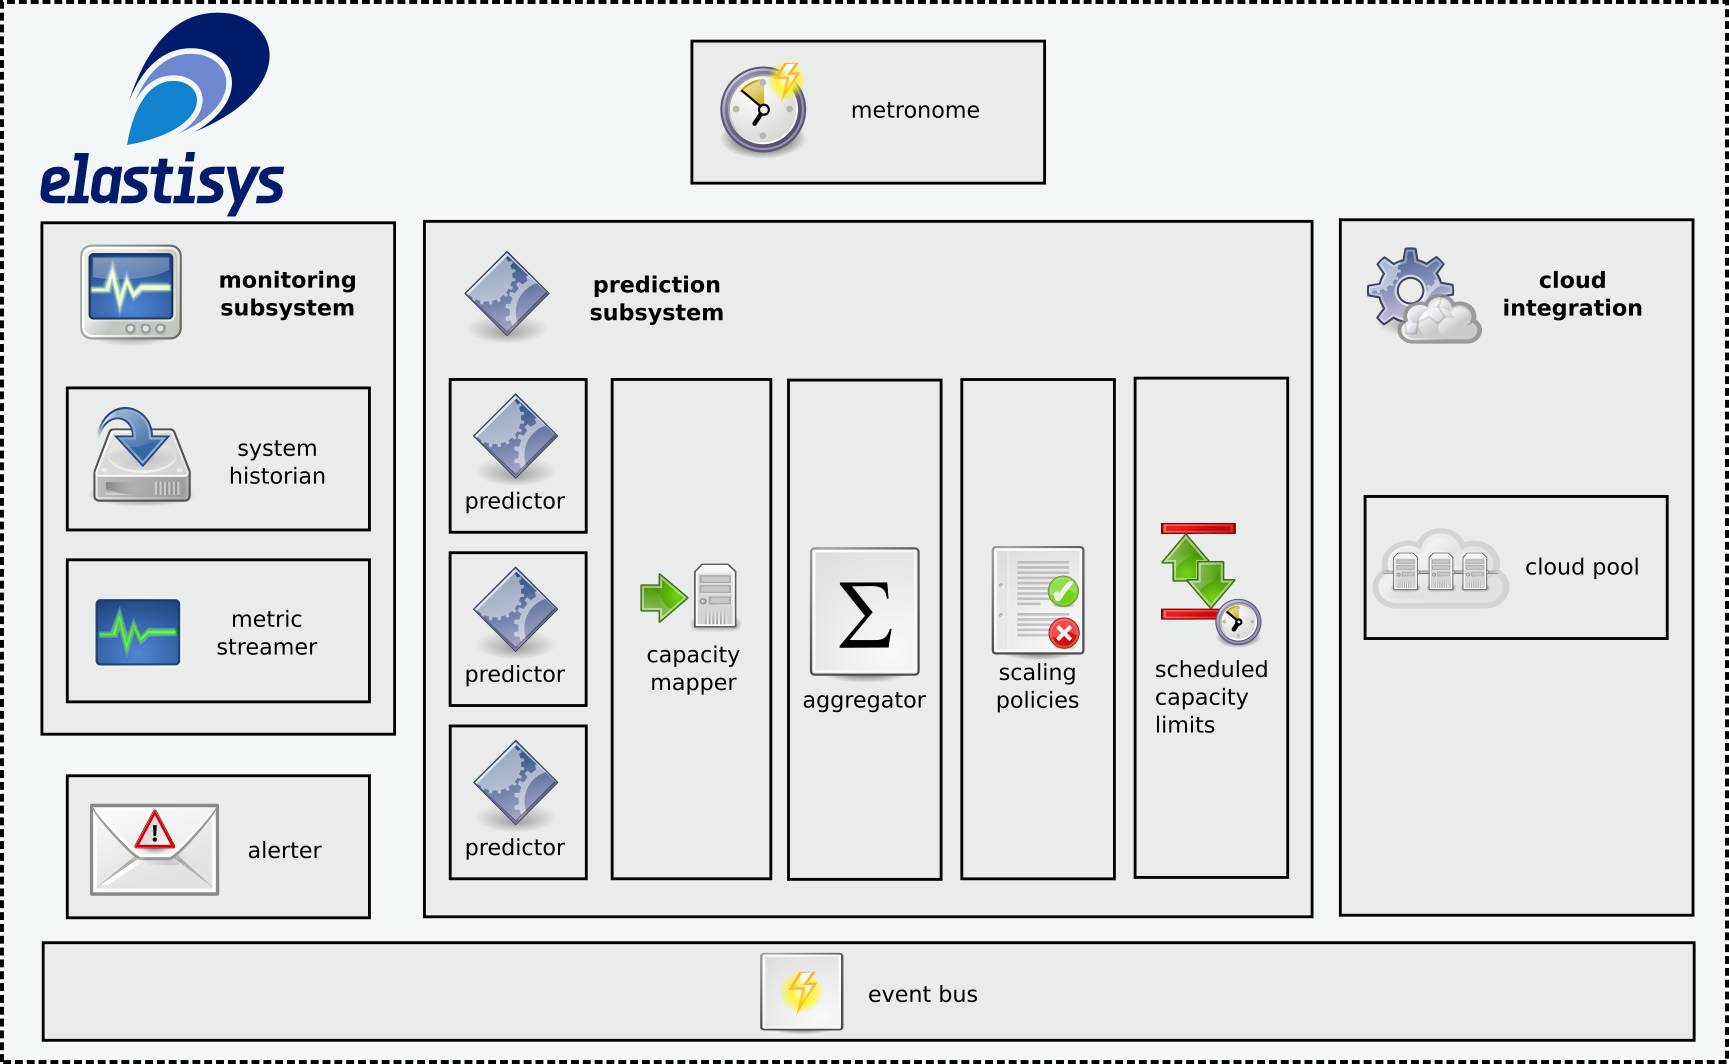 elastisys
metronome
monitoring
subsystem
system
historian
metric
streamer
alerter
prediction
subsystem
predictor
predictor
predictor
capacity
mapper
Σ
aggregator
scaling
policies
scheduled
capacity
limits
cloud
integration
cloud pool
event bus